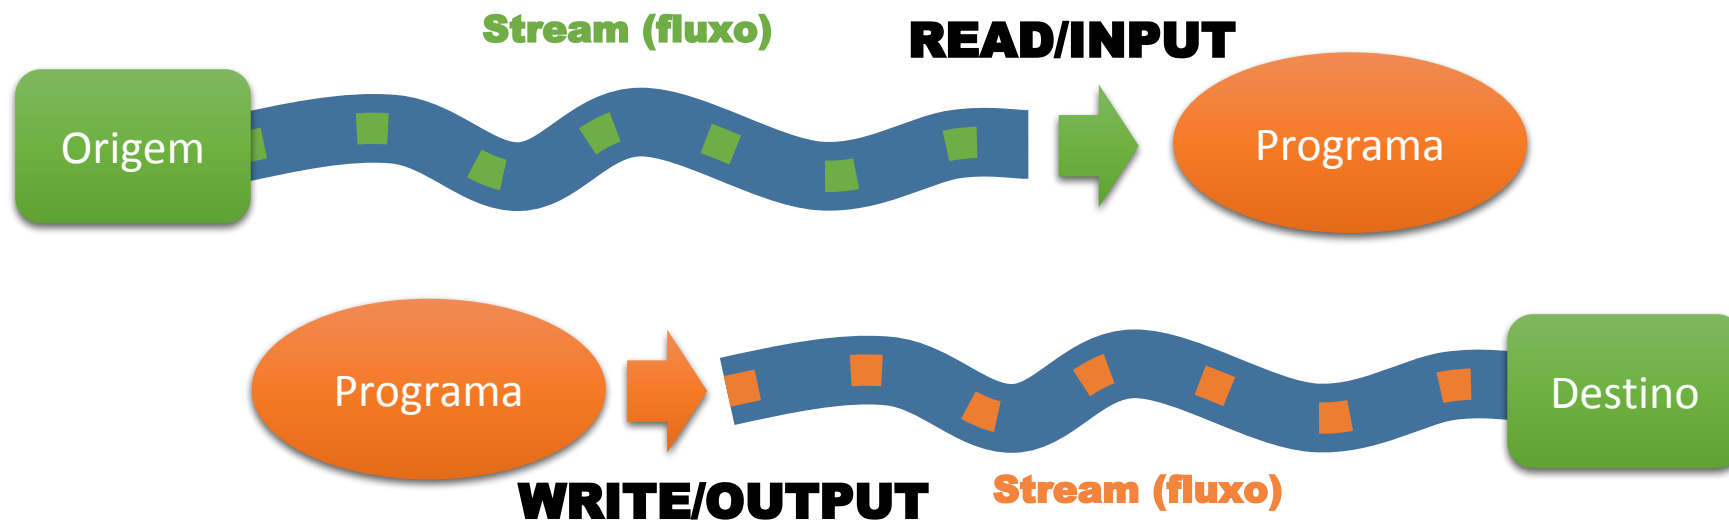 Stream (fluxo)
READ/INPUT
Origem
Programa
Programa
Destino
WRITE/OUTPUT
Stream (fluxo)